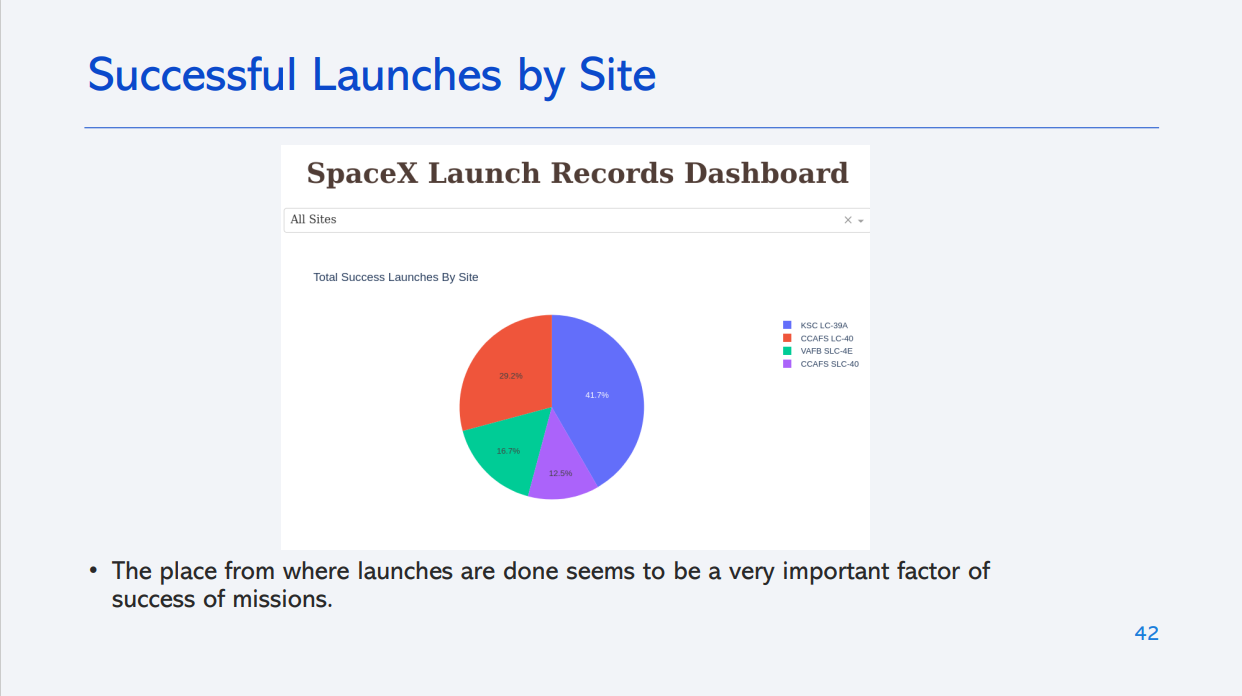 Successful Launches by Site
SpaceX Launch Records Dashboard
All Sites
Total Success Launches By Site
KSC LC-39A
CCAFS LC-40
VAFB SLC-4E
CCAFS SLC-40
29.2%
41.7%
16.7%
12.5%
• The place from where launches are done seems to be a very important factor of
success of missions.
42